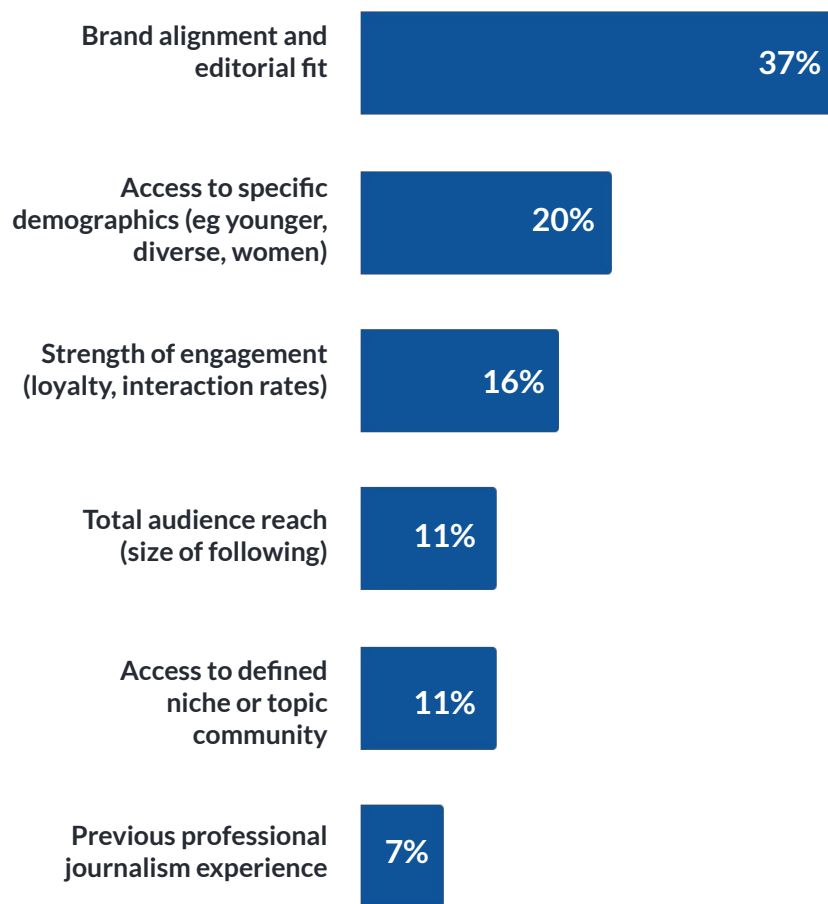 Brand alignment and
editorial fit
37%
Access to specific
demographics (eg younger,
diverse, women)
20%
Strength of engagement
(loyalty, interaction rates)
16%
Total audience reach
(size of following)
11%
Access to defined
niche or topic
community
11%
Previous professional
journalism experience
7%